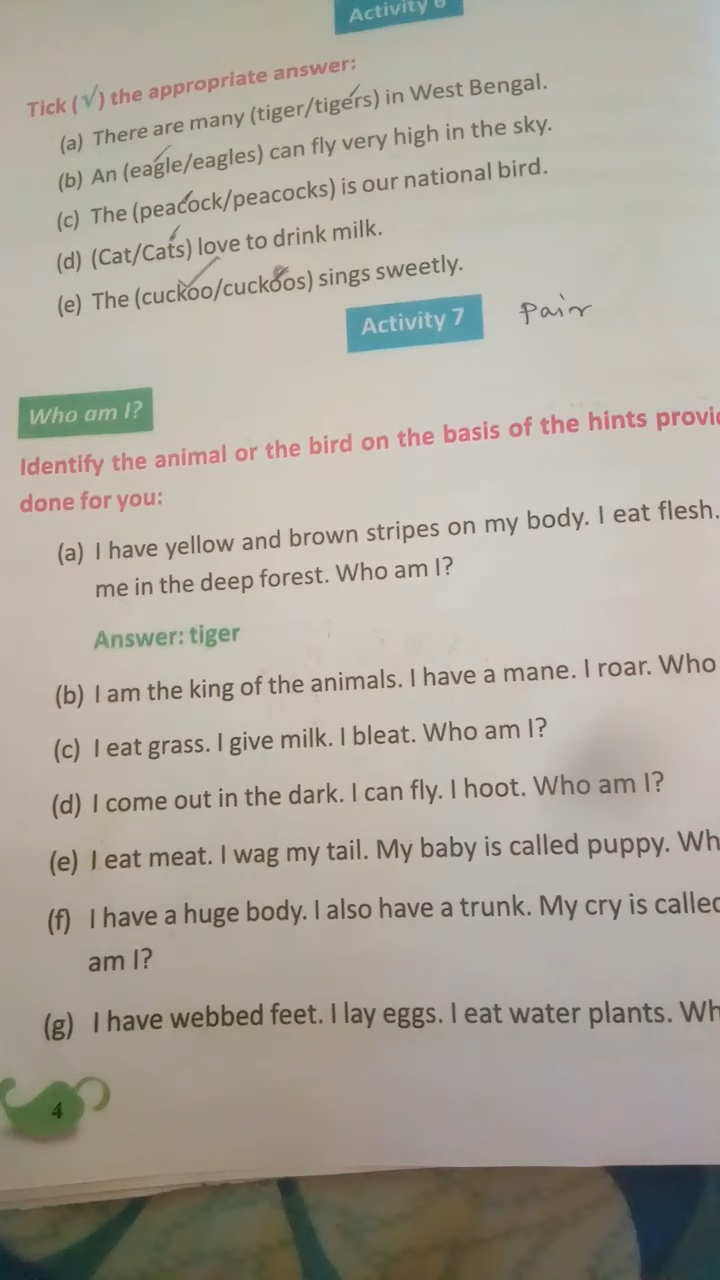 Activity 6
Tick (√) the appropriate answer:
(a) There are many (tiger/tigers) in West Bengal.
(b) An (eagle/eagles) can fly very high in the sky.
(c) The (peacock/peacocks) is our national bird.
(d) (Cat/Cats) love to drink milk.
(e) The (cuckoo/cuckoos) sings sweetly.
Activity 7 Pair
Who am I?
Identify the animal or the bird on the basis of the hints
done for you:
(a) I have yellow and brown stripes on my body. I eat flesh.
me in the deep forest. Who am I?
Answer: tiger
(b) I am the king of the animals. I have a mane. I roar. Who
(c) I eat grass. I give milk. I bleat. Who am I?
(d) I come out in the dark. I can fly. I hoot. Who am I?
(e) I eat meat. I wag my tail. My baby is called puppy.
(f) I have a huge body. I also have a trunk. My cry is
am I?
(g) I have webbed feet. I lay eggs. I eat water plants.
4